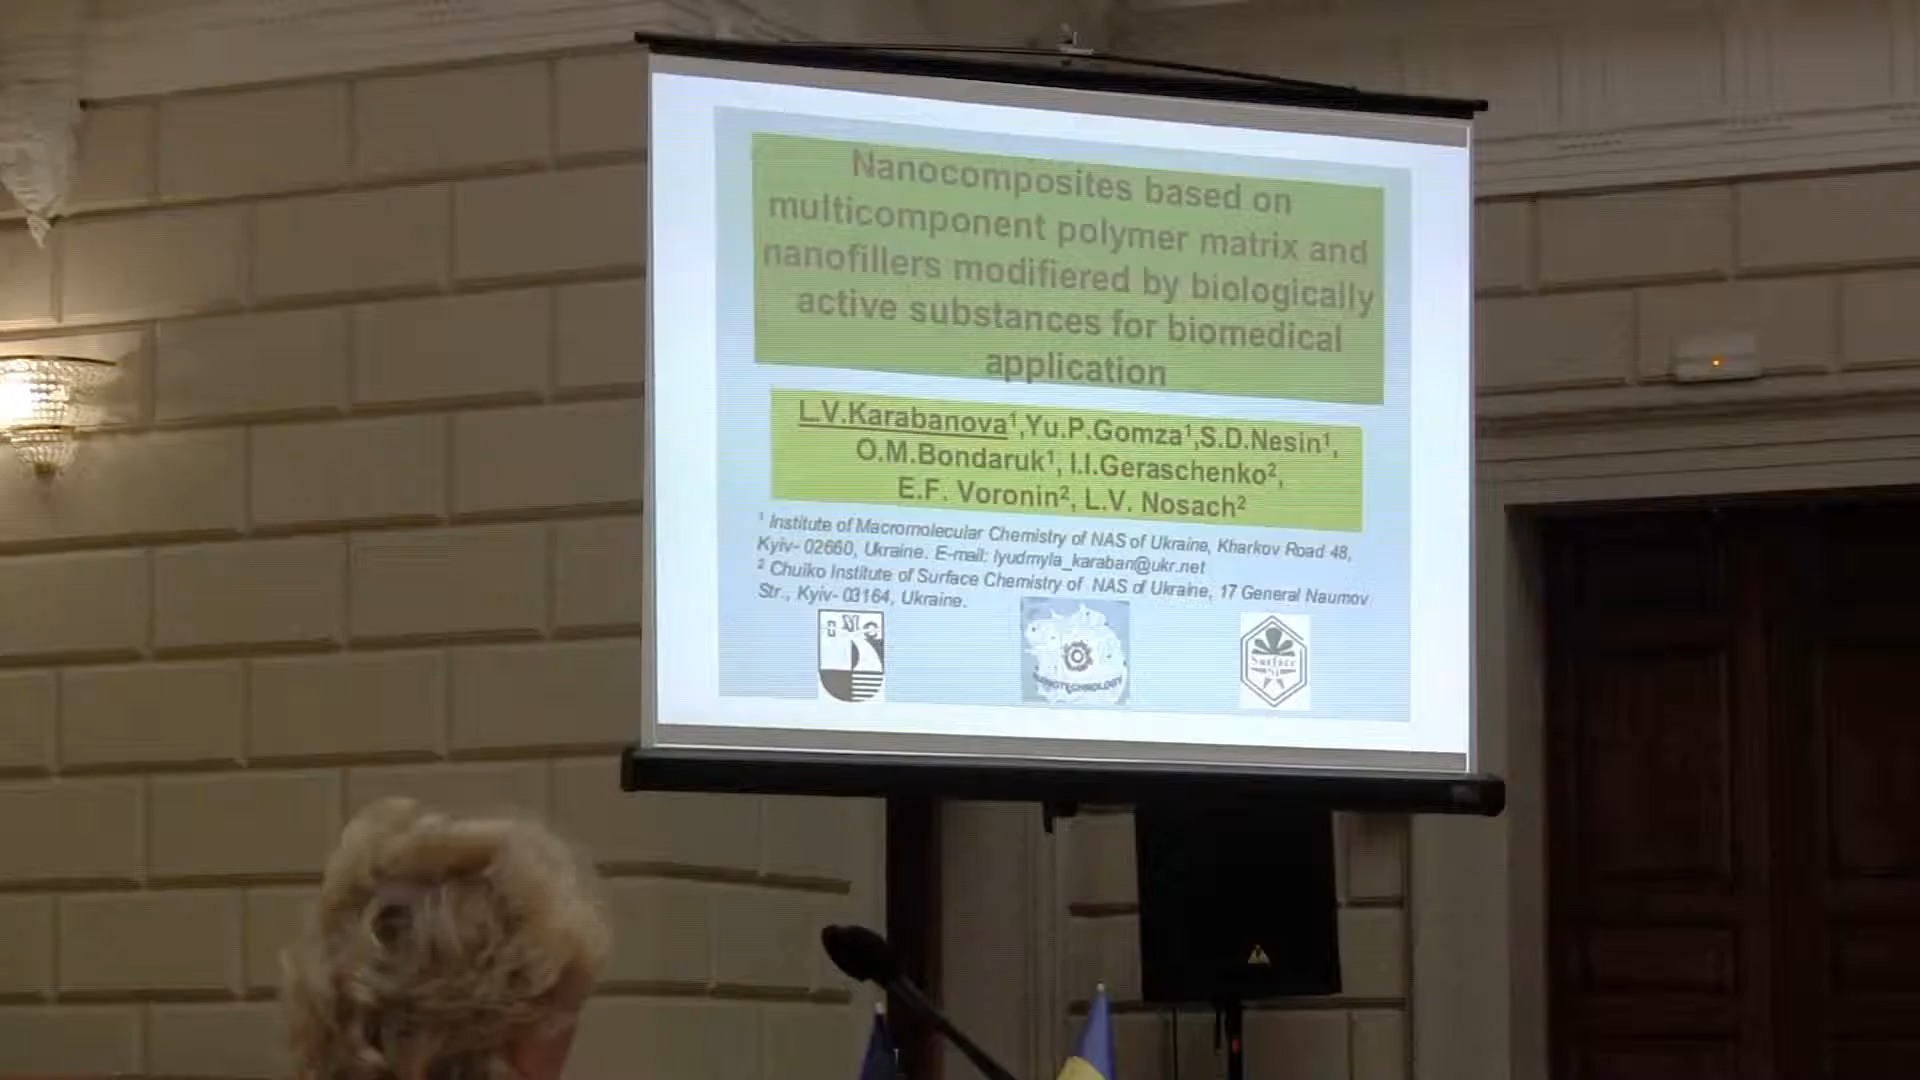 Nanocomposites based on
multicomponent polymer matrix and
nanofillers modifiered by biologically
active substances for biomedical
application
L.V.Karabanova¹,Yu.P.Gomza¹,S.D.Nesin¹,
O.M.Bondaruk¹, I.I.Geraschenko²,
E.F. Voronin², L.V. Nosach²
¹ Institute of Macromolecular Chemistry of NAS of Ukraine, Kharkov Road 48,
Kyiv- 02660, Ukraine. E-mail: lyudmyla_karaban@ukr.net
² Chuiko Institute of Surface Chemistry of NAS of Ukraine, 17 General Naumov
Str., Kyiv- 03164, Ukraine.
NANOTECHNOLOGY
Surface